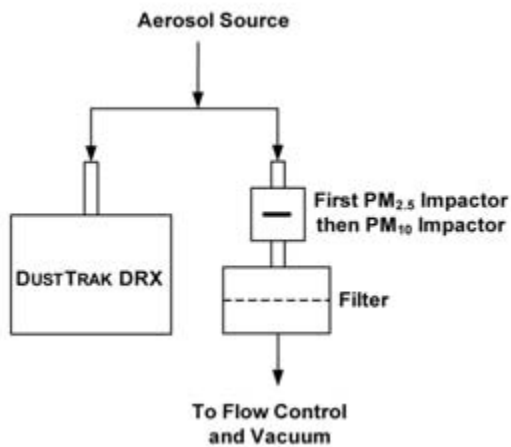 Aerosol Source
First PM₂.₅ Impactor
then PM₁₀ Impactor
DUSTTRAK DRX
Filter
To Flow Control
and Vacuum